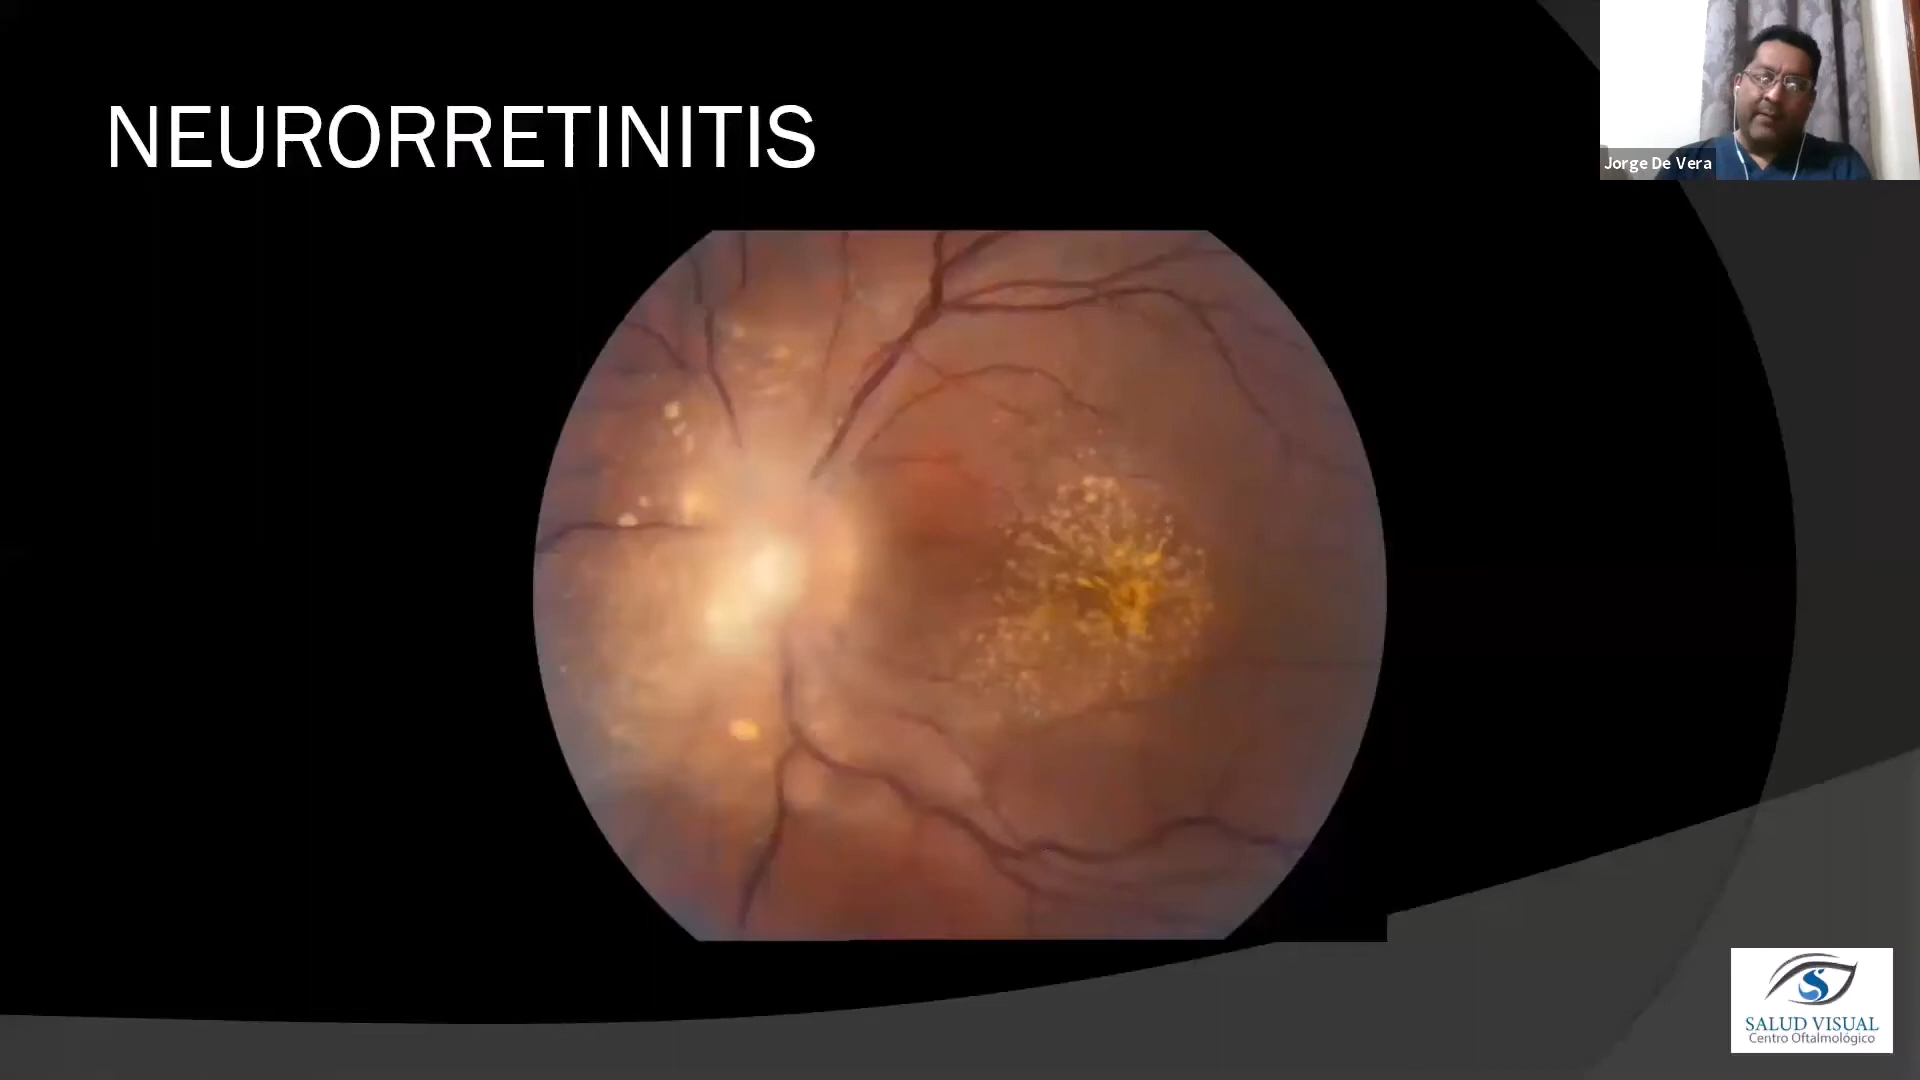 NEURORRETINITIS
Jorge De Vera
SALUD VISUAL
Centro Oftalmológico